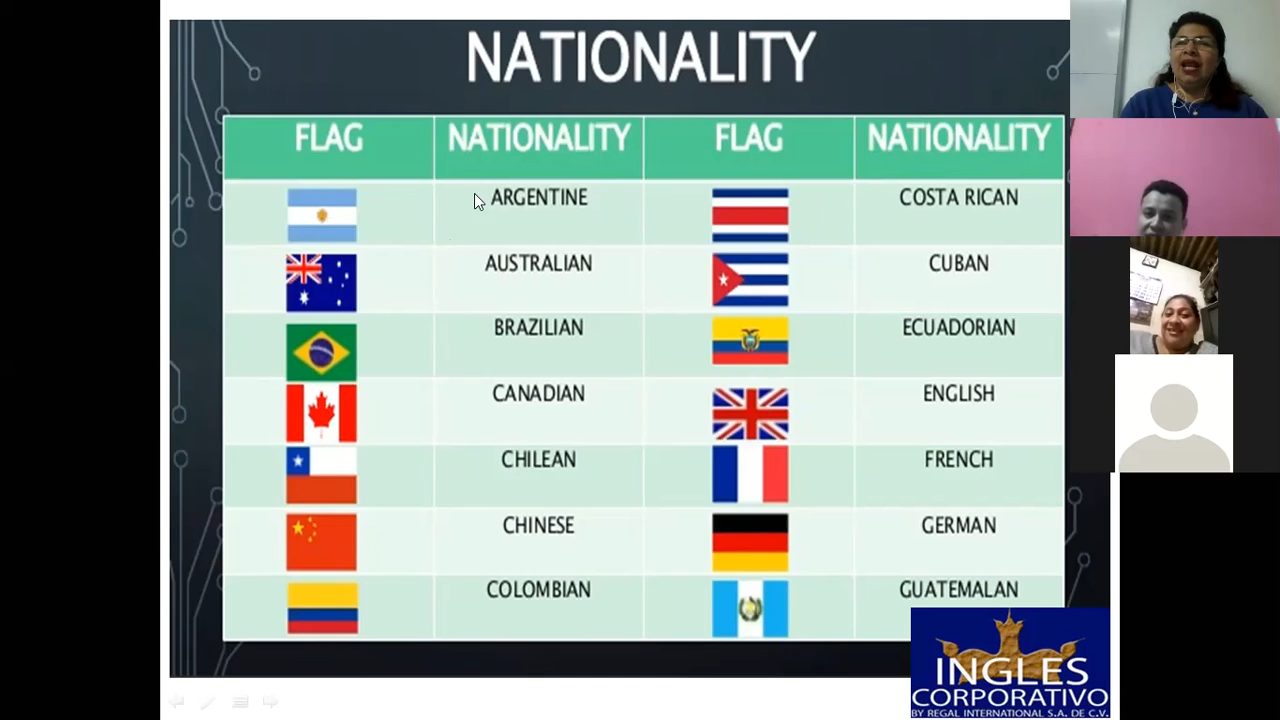 NATIONALITY
FLAG NATIONALITY FLAG NATIONALITY
ARGENTINE COSTA RICAN
AUSTRALIAN CUBAN
BRAZILIAN ECUADORIAN
CANADIAN ENGLISH
CHILEAN FRENCH
CHINESE GERMAN
COLOMBIAN GUATEMALAN
INGLES
CORPORATIVO
BY REGAL INTERNATIONAL S.A. DE C.V.